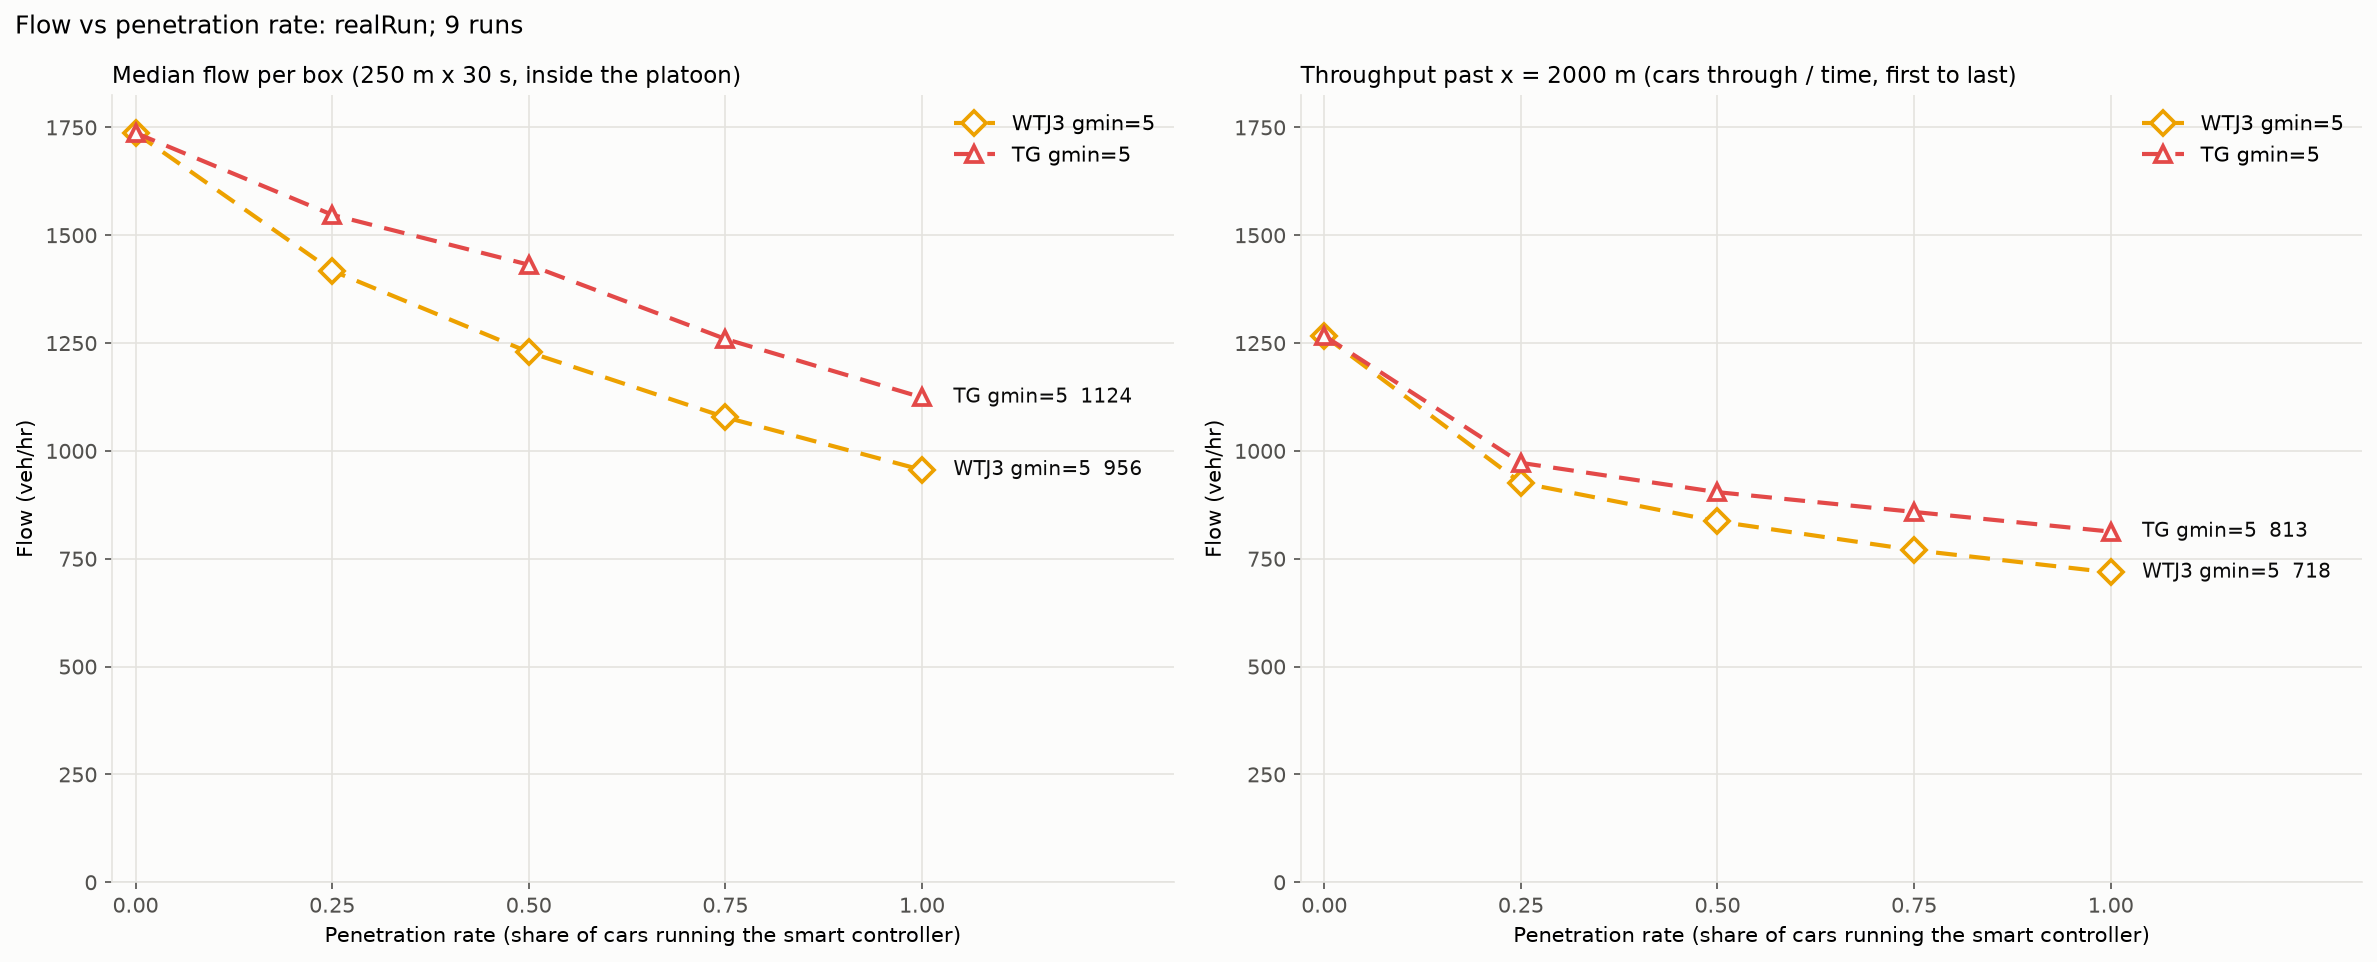 Flow vs penetration rate: realRun; 9 runs
Median flow per box (250 m x 30 s, inside the platoon)
WTJ3 gmin=5
TG gmin=5
1750
1500
1250
1000
750
500
250
0
Flow (veh/hr)
TG gmin=5 1124
WTJ3 gmin=5 956
0.00 0.25 0.50 0.75 1.00
Penetration rate (share of cars running the smart controller)
Throughput past x = 2000 m (cars through / time, first to last)
WTJ3 gmin=5
TG gmin=5
1750
1500
1250
1000
750
500
250
0
Flow (veh/hr)
TG gmin=5 813
WTJ3 gmin=5 718
0.00 0.25 0.50 0.75 1.00
Penetration rate (share of cars running the smart controller)